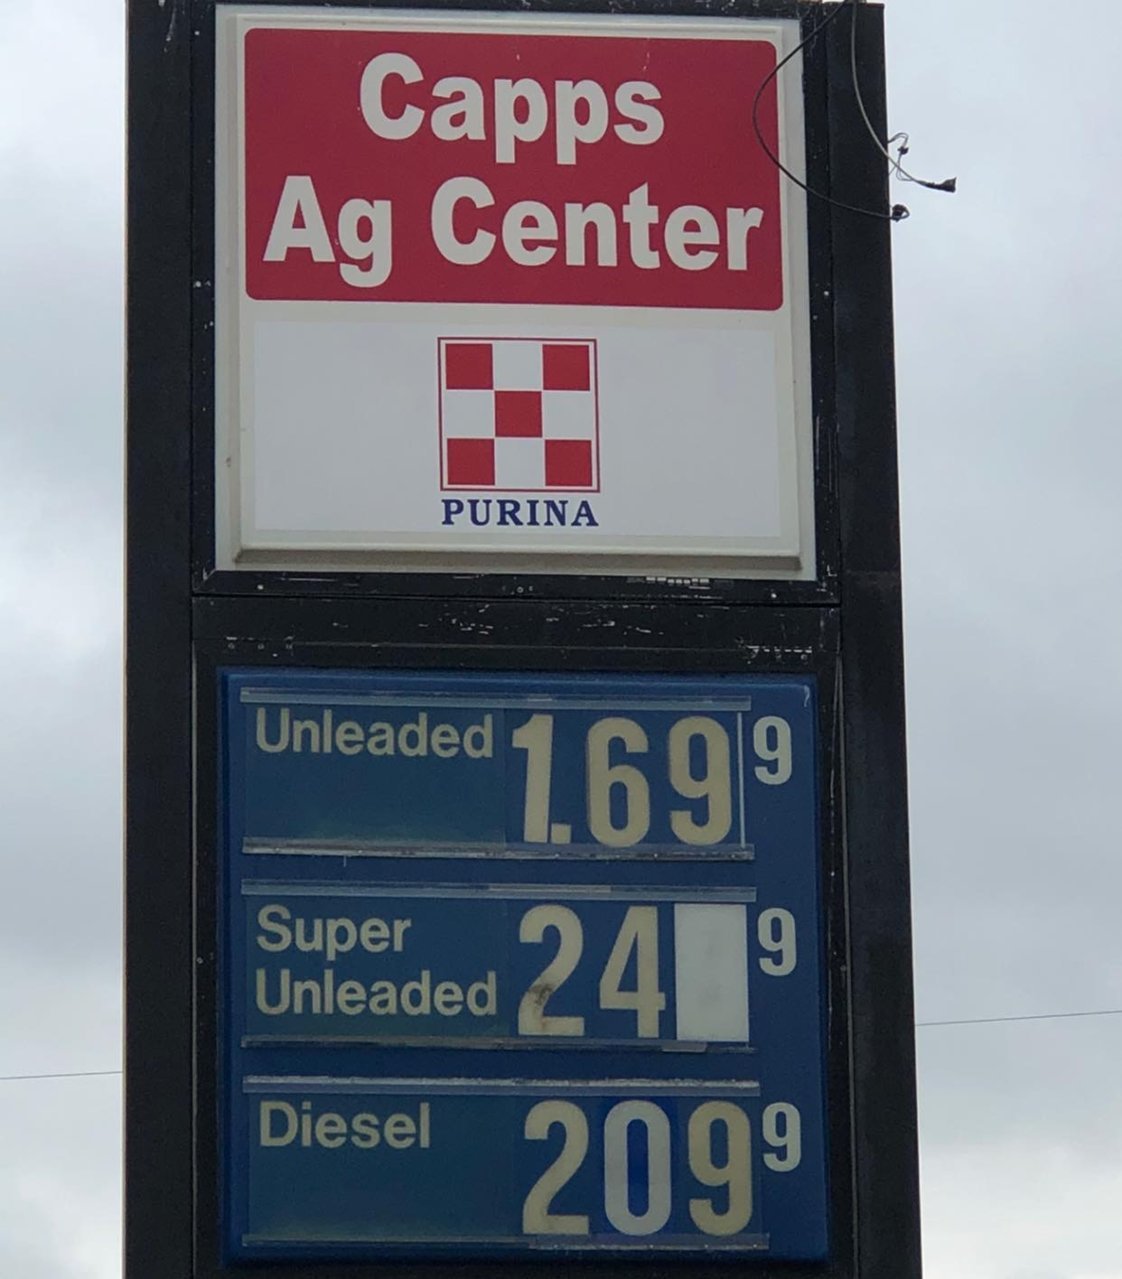 Capps
Ag Center
PURINA
Unleaded 1.69 9
Super
Unleaded 24 9
Diesel 209 9